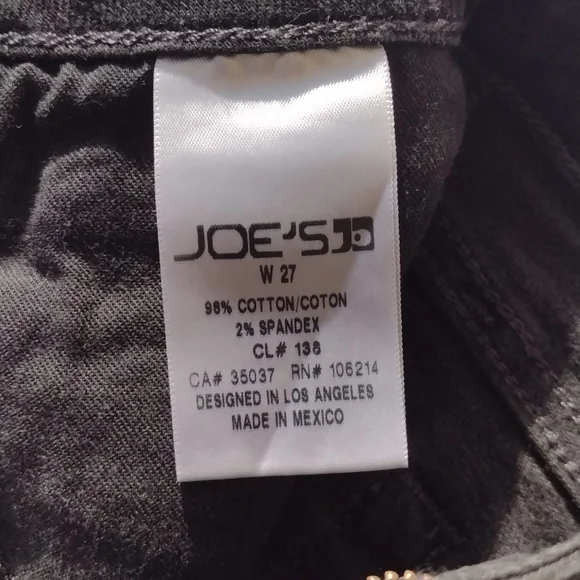 JOE'S
W 27
98% COTTON/COTON
2% SPANDEX
CL# 136
CA# 35037 RN# 106214
DESIGNED IN LOS ANGELES
MADE IN MEXICO